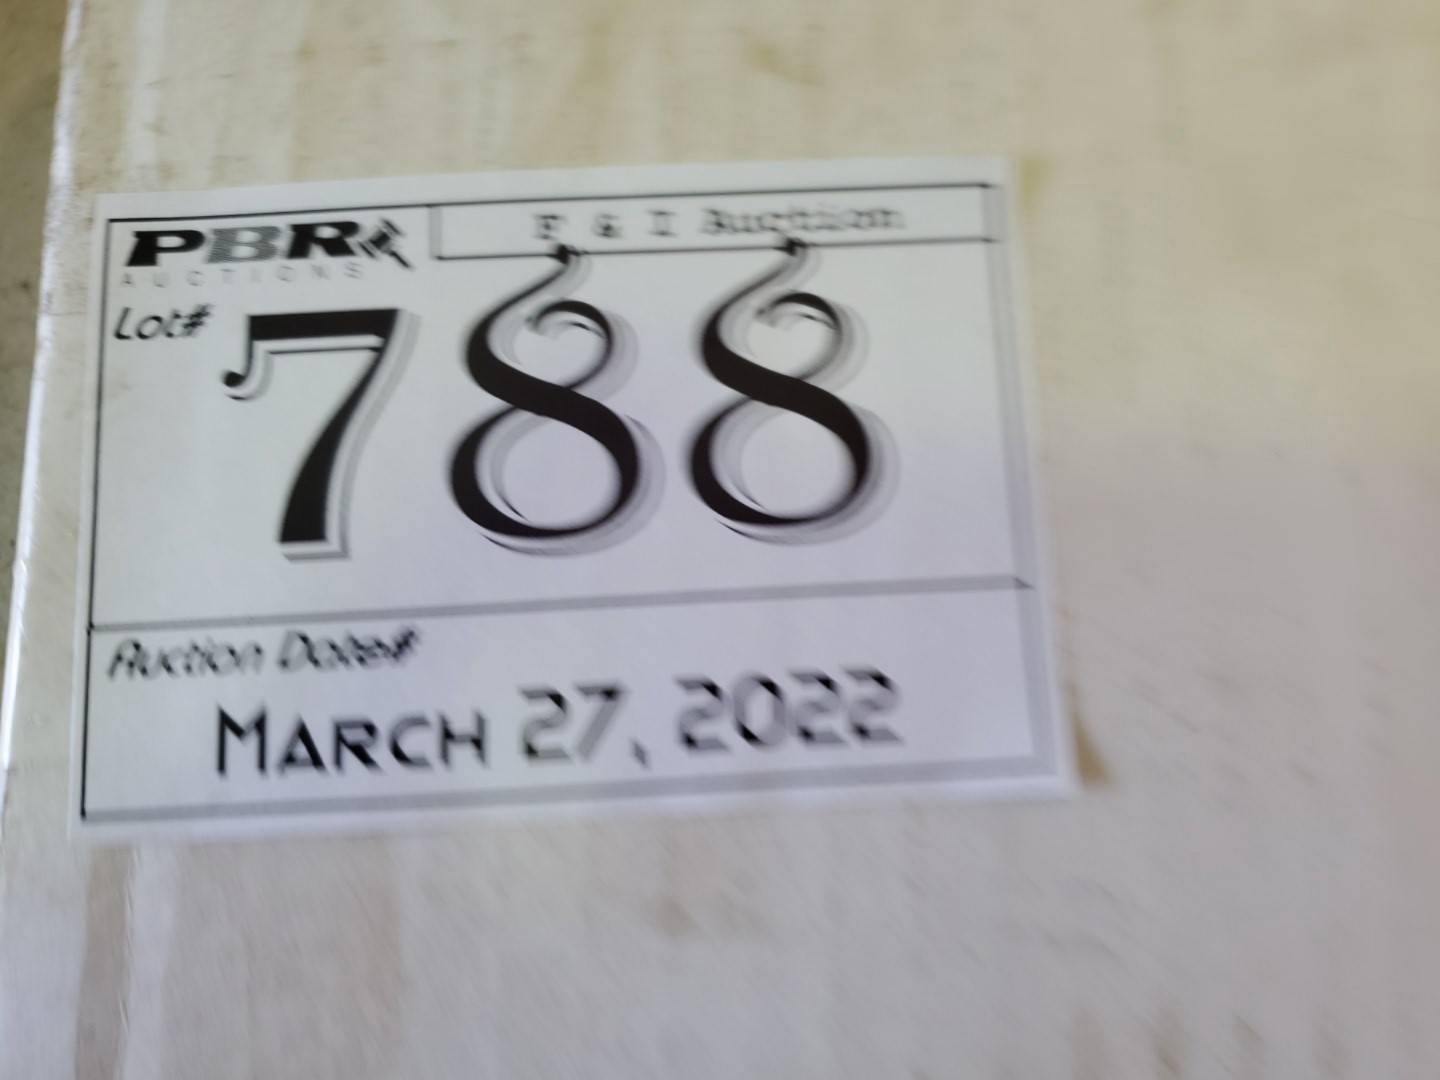 PBR
AUCTIONS
F & I Auction
Lot#
788
Auction Date#
MARCH 27, 2022